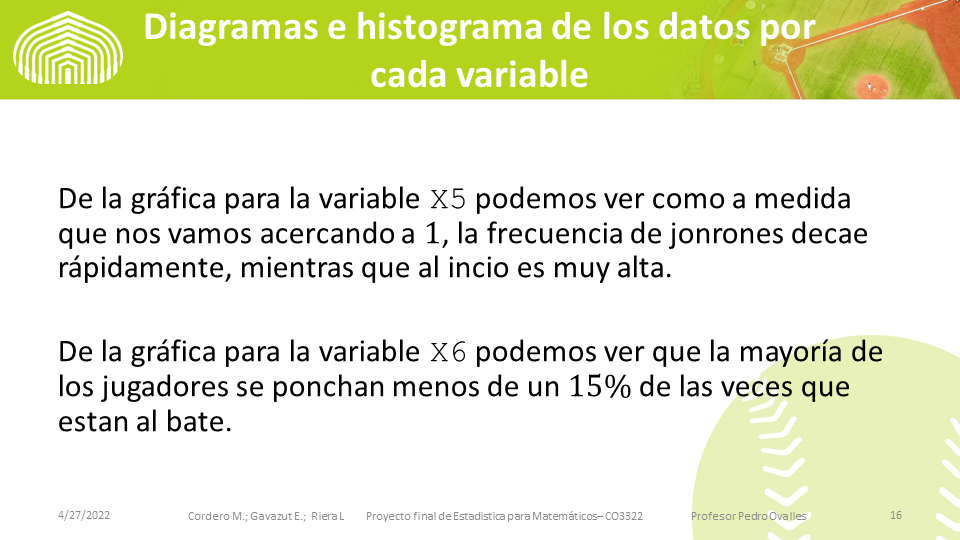 Diagramas e histograma de los datos por
cada variable
De la gráfica para la variable X5 podemos ver como a medida
que nos vamos acercando a 1, la frecuencia de jonrones decae
rápidamente, mientras que al incio es muy alta.
De la gráfica para la variable X6 podemos ver que la mayoría de
los jugadores se ponchan menos de un 15% de las veces que
estan al bate.
4/27/2022 Cordero M.; Gavazut E.; Riera L Proyecto final de Estadistica para Matemáticos– CO3322 Profesor Pedro Ovalles 16